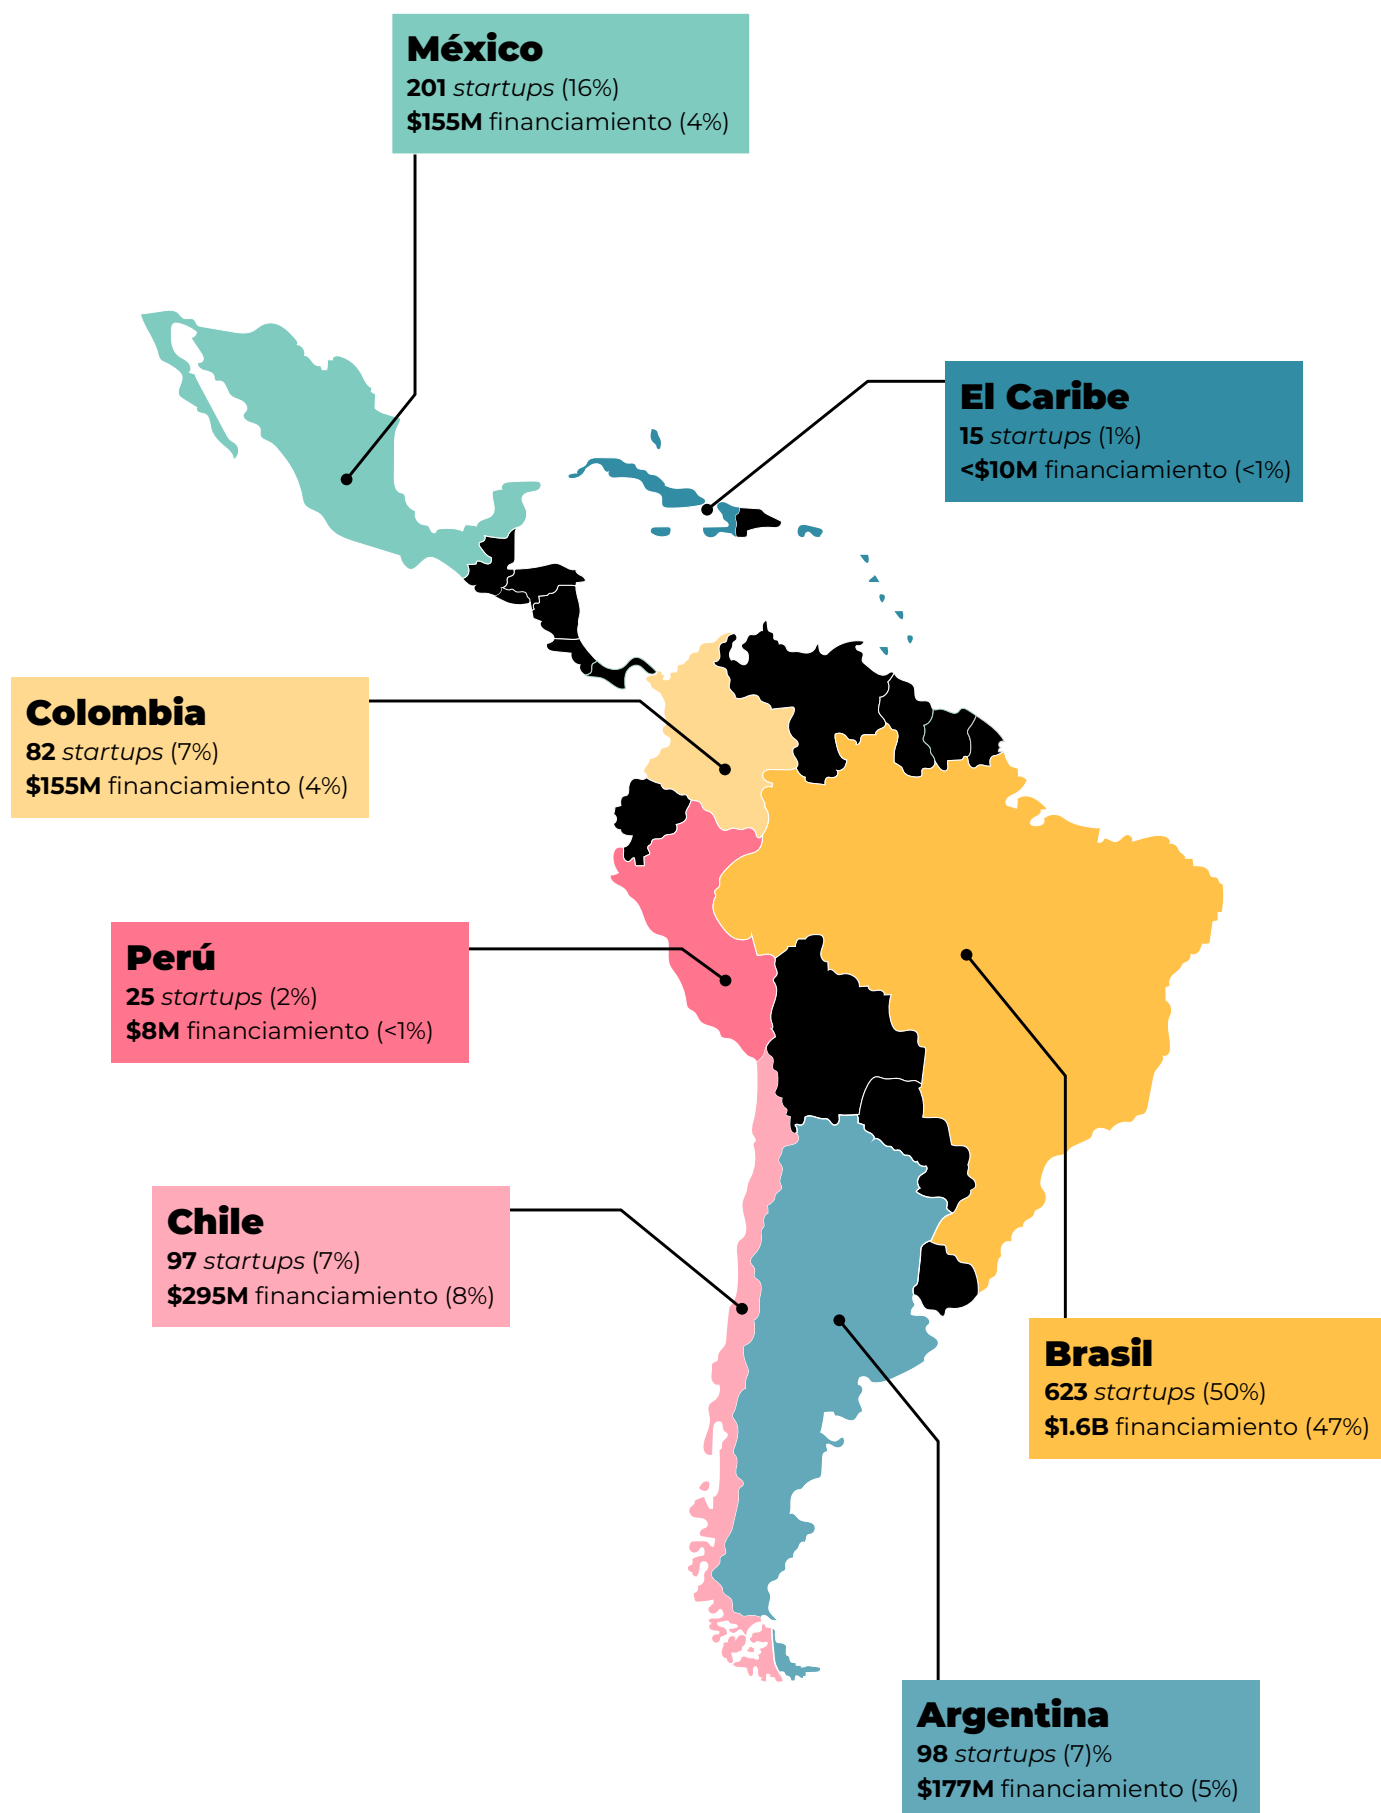 México
201 startups (16%)
$155M financiamiento (4%)
El Caribe
15 startups (1%)
<$10M financiamiento (<1%)
Colombia
82 startups (7%)
$155M financiamiento (4%)
Perú
25 startups (2%)
$8M financiamiento (<1%)
Chile
97 startups (7%)
$295M financiamiento (8%)
Brasil
623 startups (50%)
$1.6B financiamiento (47%)
Argentina
98 startups (7)%
$177M financiamiento (5%)